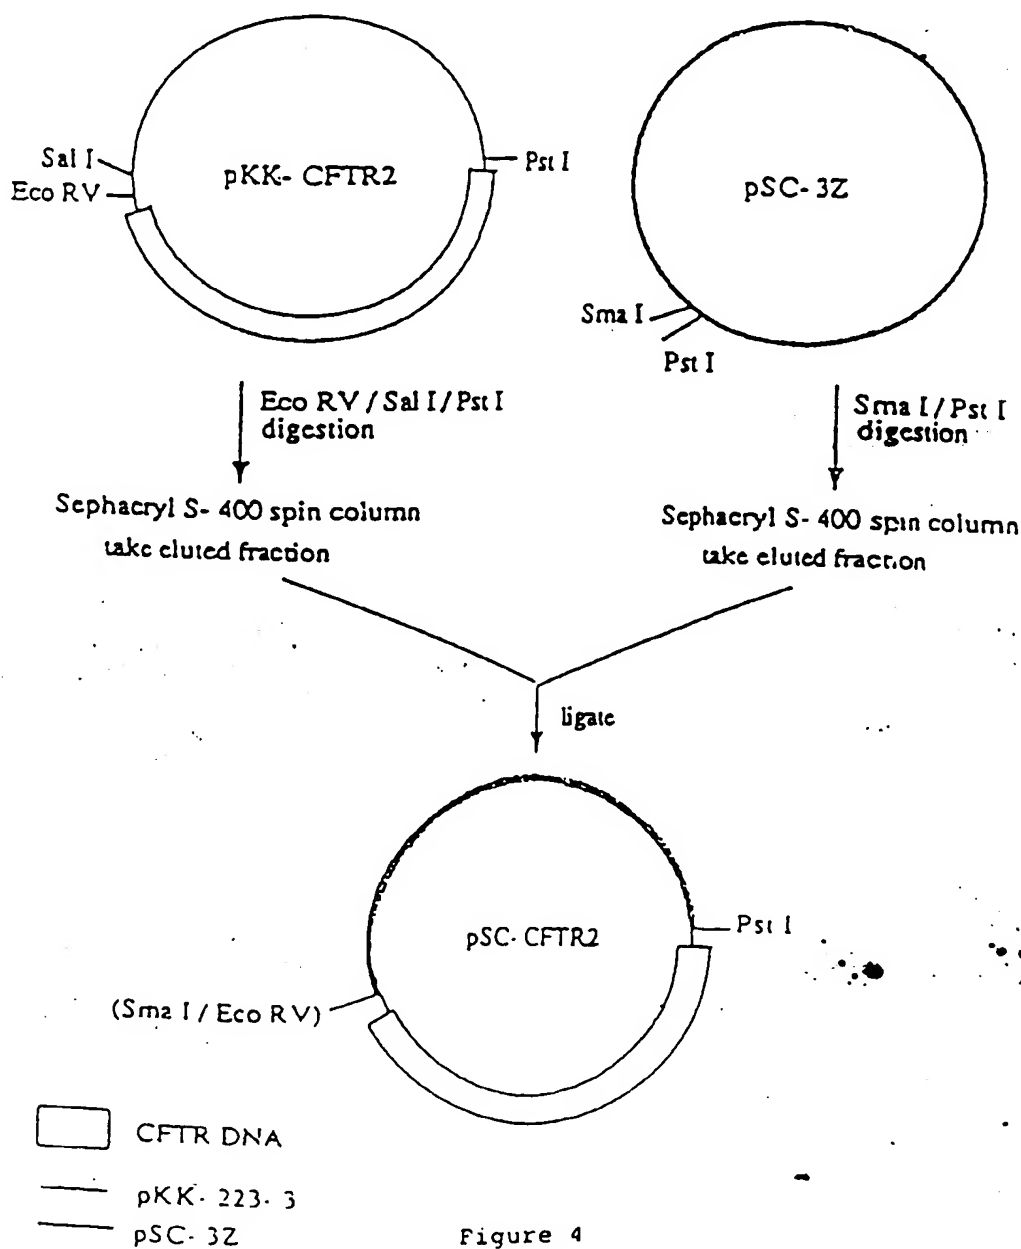 Sal I
Eco RV
pKK- CFTR2
Pst I
pSC- 3Z
Sma I
Pst I
Eco RV / Sal I / Pst I
digestion
Sma I / Pst I
digestion
Sephacryl S- 400 spin column
take eluted fraction
Sephacryl S- 400 spin column
take eluted fraction
ligate
pSC- CFTR2
Pst I
(Sma I / Eco RV)
CFTR DNA
pKK- 223- 3
pSC- 3Z
Figure 4